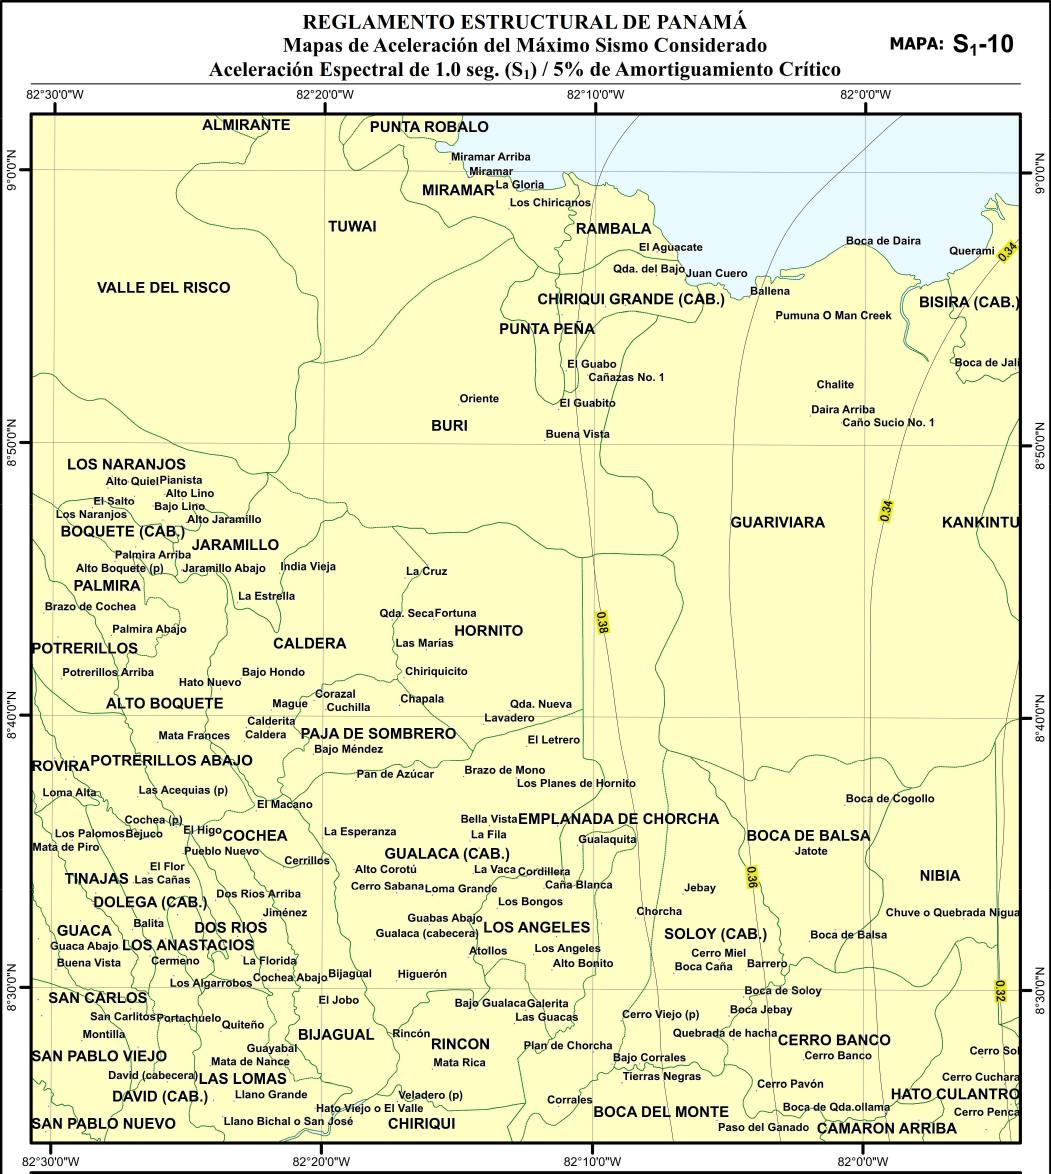 REGLAMENTO ESTRUCTURAL DE PANAMÁ
Mapas de Aceleración del Máximo Sismo Considerado
MAPA: S₁-10
Aceleración Espectral de 1.0 seg. (S₁) / 5% de Amortiguamiento Crítico
82°30'0"W 82°20'0"W 82°10'0"W 82°0'0"W
ALMIRANTE PUNTA ROBALO
Miramar Arriba
9°0'0"N Miramar 9°0'0"N
MIRAMAR La Gloria
Los Chiricanos
TUWAI RAMBALA
Boca de Daira
El Aguacate Querami 0.34
Qda. del Bajo Juan Cuero
VALLE DEL RISCO Ballena
CHIRIQUI GRANDE (CAB.) BISIRA (CAB.)
Pumuna O Man Creek
PUNTA PEÑA
El Guabo Boca de Jali
Cañazas No. 1
Chalite
Oriente El Guabito
Daira Arriba
BURI Caño Sucio No. 1
Buena Vista
8°50'0"N 8°50'0"N
LOS NARANJOS
Alto Quiel Pianista
Alto Lino
El Salto Bajo Lino
Los Naranjos Alto Jaramillo 0.34
BOQUETE (CAB.) GUARIVIARA KANKINTU
JARAMILLO
Palmira Arriba
Alto Boquete (p) Jaramillo Abajo India Vieja La Cruz
PALMIRA
La Estrella
Brazo de Cochea Qda. Seca Fortuna
0.38
Palmira Abajo HORNITO
POTRERILLOS CALDERA Las Marías
Potrerillos Arriba Bajo Hondo Chiriquicito
Hato Nuevo
Corazal
ALTO BOQUETE Mague Cuchilla Chapala Qda. Nueva
8°40'0"N Calderita Lavadero 8°40'0"N
Mata Frances Caldera PAJA DE SOMBRERO
Bajo Méndez El Letrero
ROVIRA POTRERILLOS ABAJO
Pan de Azúcar Brazo de Mono
Los Planes de Hornito
Loma Alta Las Acequias (p)
El Macano Boca de Cogollo
Cochea (p) Bella Vista EMPLANADA DE CHORCHA
Los Palomos Bejuco El Higo COCHEA La Esperanza La Fila Gualaquita BOCA DE BALSA
Mata de Piro Pueblo Nuevo Jatote
Cerrillos GUALACA (CAB.)
El Flor Alto Corotú La Vaca Cordillera
TINAJAS Las Cañas Cerro Sabana Loma Grande Caña Blanca Jebay 0.36 NIBIA
DOLEGA (CAB.) Dos Rios Arriba Los Bongos
Jiménez Chorcha Chuve o Quebrada Nigua
Balita Guabas Abajo
GUACA DOS RIOS Gualaca (cabecera) LOS ANGELES SOLOY (CAB.) Boca de Balsa
Guaca Abajo LOS ANASTACIOS Atollos Los Angeles
Buena Vista Cermeno La Florida Alto Bonito Cerro Miel
Boca Caña Barrero
Los Algarrobos Cochea Abajo Bijagual Higuerón
8°30'0"N 0.32 8°30'0"N
SAN CARLOS El Jobo Bajo Gualaca Galerita Boca de Soloy
San Carlitos Portachuelo Las Guacas Cerro Viejo (p) Boca Jebay
Quiteño
Montilla BIJAGUAL Rincón Quebrada de hacha
CERRO BANCO
Guayabal RINCON Plan de Chorcha
SAN PABLO VIEJO Mata de Nance Mata Rica Bajo Corrales Cerro Banco Cerro Sol
David (cabecera) LAS LOMAS Tierras Negras Cerro Pavón Cerro Cuchara
DAVID (CAB.) Llano Grande Veladero (p) Corrales HATO CULANTRO
Hato Viejo o El Valle BOCA DEL MONTE Boca de Qda.ollama Cerro Penca
SAN PABLO NUEVO Llano Bichal o San José CHIRIQUI Paso del Ganado CAMARON ARRIBA
82°30'0"W 82°20'0"W 82°10'0"W 82°0'0"W